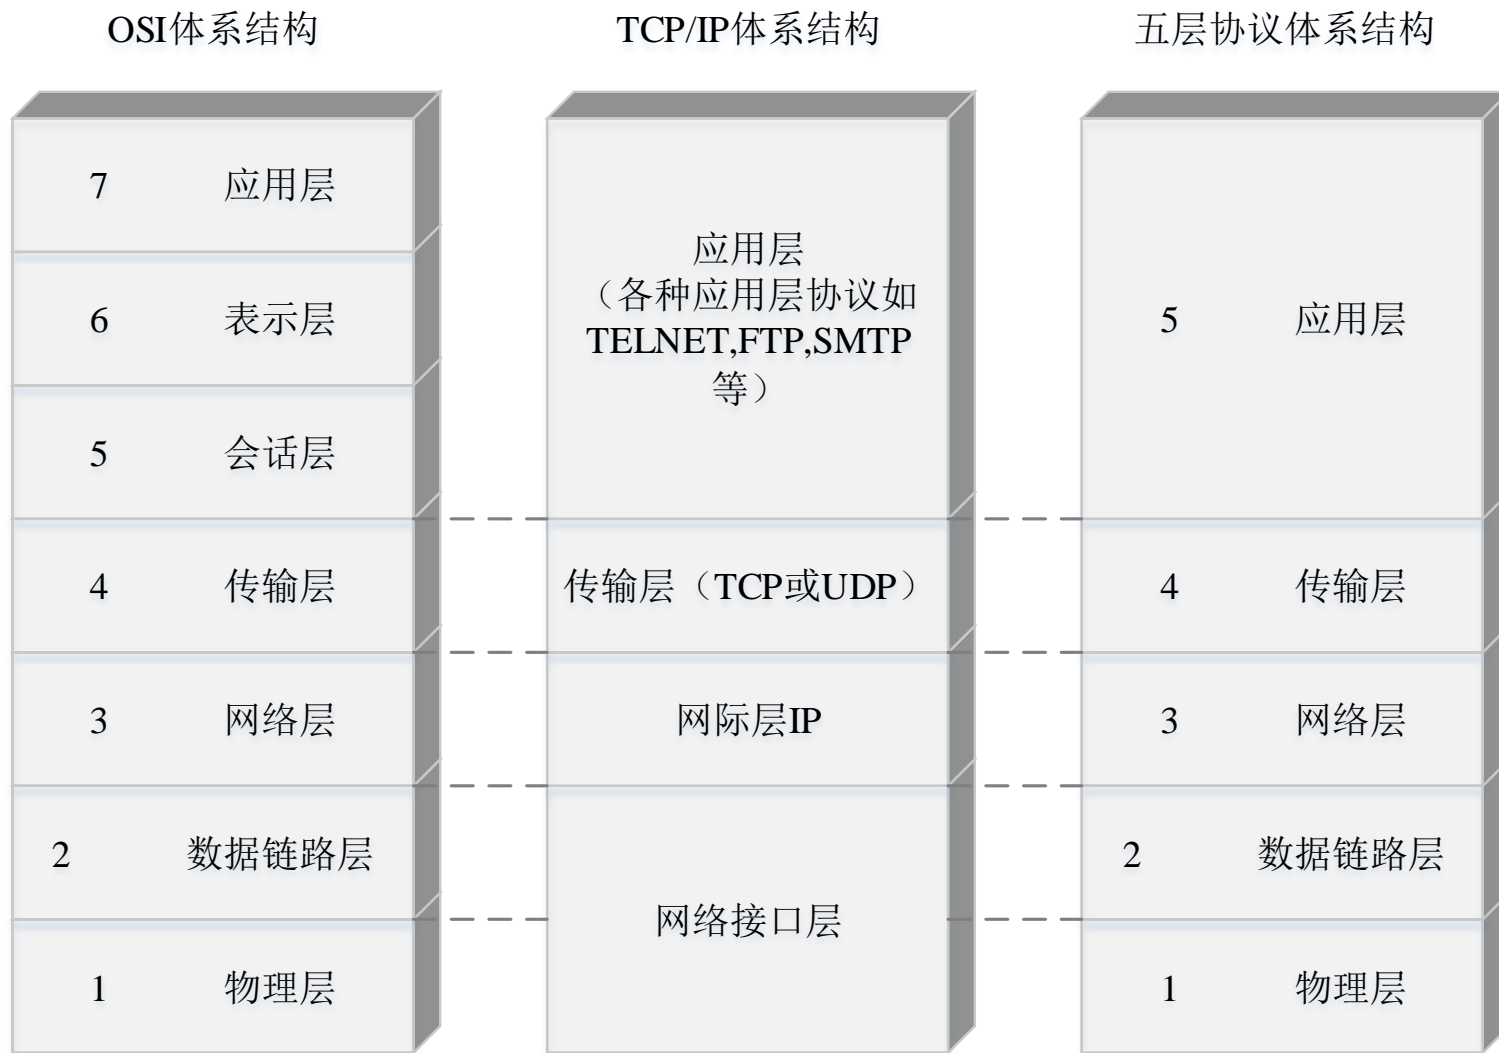 OSI体系结构
TCP/IP体系结构
五层协议体系结构
7 应用层
6 表示层
5 会话层
4 传输层
3 网络层
2 数据链路层
1 物理层
应用层
（各种应用层协议如
TELNET,FTP,SMTP
等）
传输层（TCP或UDP）
网际层IP
网络接口层
5 应用层
4 传输层
3 网络层
2 数据链路层
1 物理层